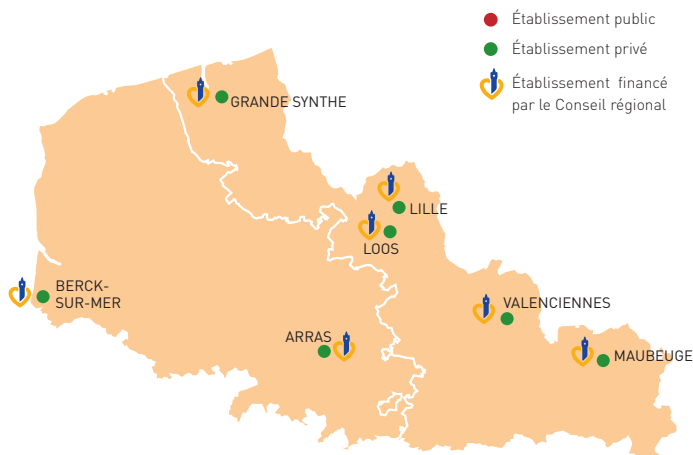 Établissement public
Établissement privé
Établissement financé
par le Conseil régional
GRANDE SYNTHE
LILLE
LOOS
BERCK-
SUR-MER
VALENCIENNES
ARRAS
MAUBEUGE